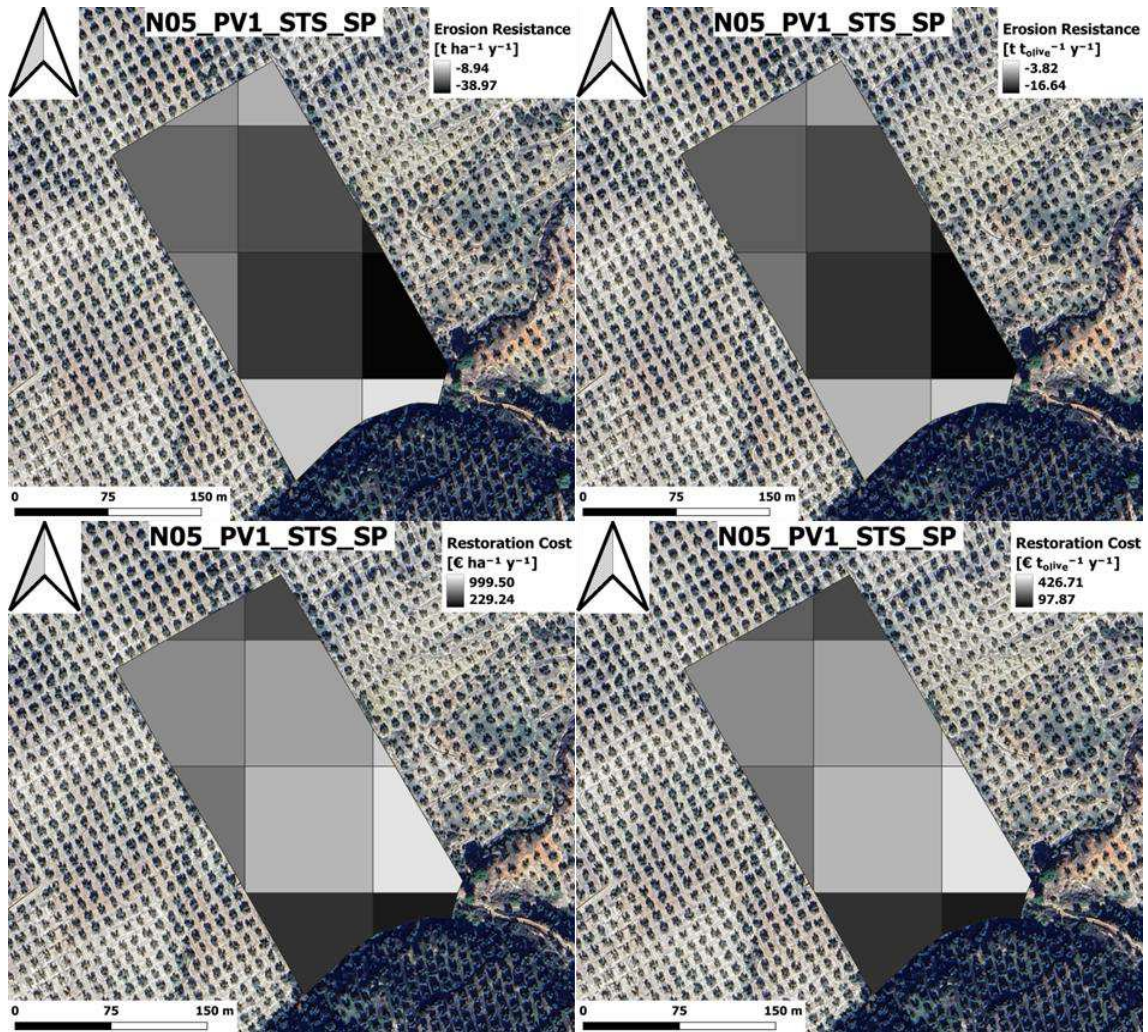 N05_PV1_STS_SP
Erosion Resistance
[t ha⁻¹ y⁻¹]
-8.94
-38.97
0 75 150 m
N05_PV1_STS_SP
Erosion Resistance
[t tₒₗᵢᵥₑ⁻¹ y⁻¹]
-3.82
-16.64
0 75 150 m
N05_PV1_STS_SP
Restoration Cost
[€ ha⁻¹ y⁻¹]
999.50
229.24
0 75 150 m
N05_PV1_STS_SP
Restoration Cost
[€ tₒₗᵢᵥₑ⁻¹ y⁻¹]
426.71
97.87
0 75 150 m